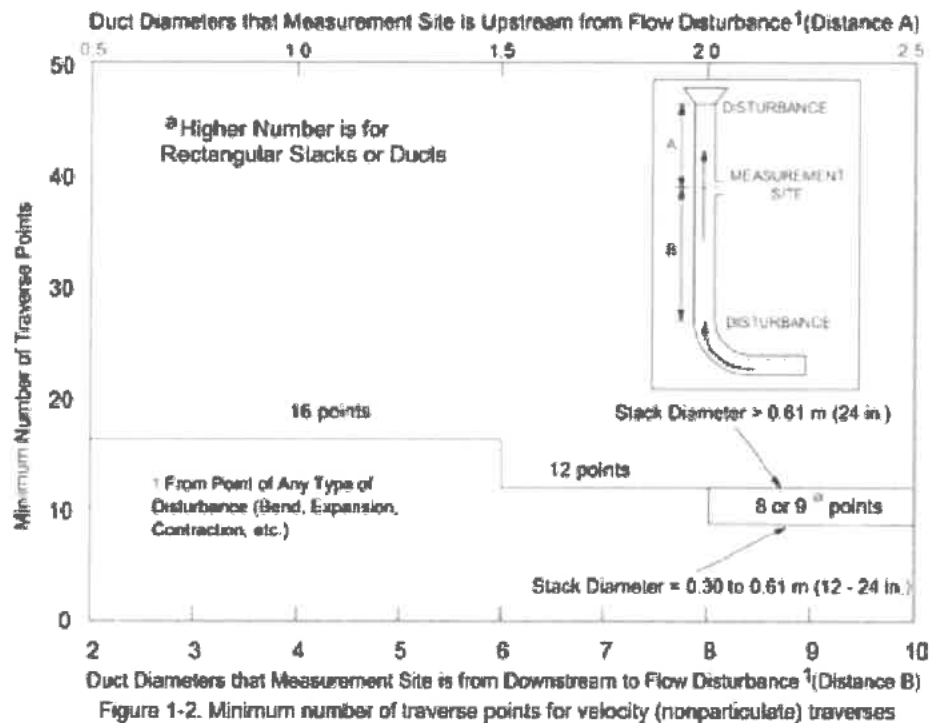 Duct Diameters that Measurement Site is Upstream from Flow Disturbance ¹(Distance A)
0.5 1.0 1.5 2.0 2.5
50
a Higher Number is for
Rectangular Stacks or Ducts
DISTURBANCE
A
MEASUREMENT
SITE
B
DISTURBANCE
40
Minimum Number of Traverse Points
30
20
16 points
Stack Diameter > 0.61 m (24 in.)
12 points
1 From Point of Any Type of
Disturbance (Bend, Expansion,
Contraction, etc.)
8 or 9 a points
10
Stack Diameter = 0.30 to 0.61 m (12 - 24 in.)
0
2 3 4 5 6 7 8 9 10
Duct Diameters that Measurement Site is from Downstream to Flow Disturbance ¹(Distance B)
Figure 1-2. Minimum number of traverse points for velocity (nonparticulate) traverses